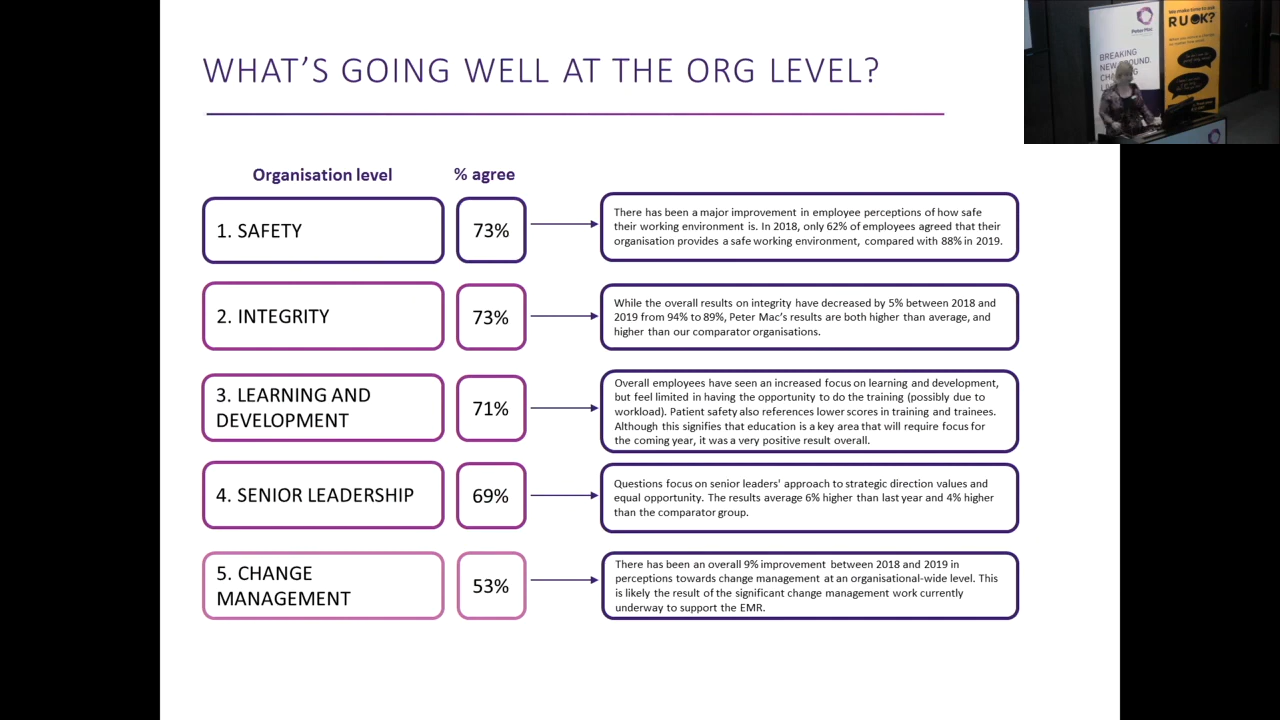 WHAT'S GOING WELL AT THE ORG LEVEL?
Organisation level
% agree
1. SAFETY
73%
There has been a major improvement in employee perceptions of how safe
their working environment is. In 2018, only 62% of employees agreed that their
organisation provides a safe working environment, compared with 88% in 2019.
2. INTEGRITY
73%
While the overall results on integrity have decreased by 5% between 2018 and
2019 from 94% to 89%, Peter Mac's results are both higher than average, and
higher than our comparator organisations.
3. LEARNING AND
DEVELOPMENT
71%
Overall employees have seen an increased focus on learning and development,
but feel limited in having the opportunity to do the training (possibly due to
workload). Patient safety also references lower scores in training and trainees.
Although this signifies that education is a key area that will require focus for
the coming year, it was a very positive result overall.
4. SENIOR LEADERSHIP
69%
Questions focus on senior leaders' approach to strategic direction values and
equal opportunity. The results average 6% higher than last year and 4% higher
than the comparator group.
5. CHANGE
MANAGEMENT
53%
There has been an overall 9% improvement between 2018 and 2019 in
perceptions towards change management at an organisational-wide level. This
is likely the result of the significant change management work currently
underway to support the EMR.
Peter Mac
BREAKING
R U OK?